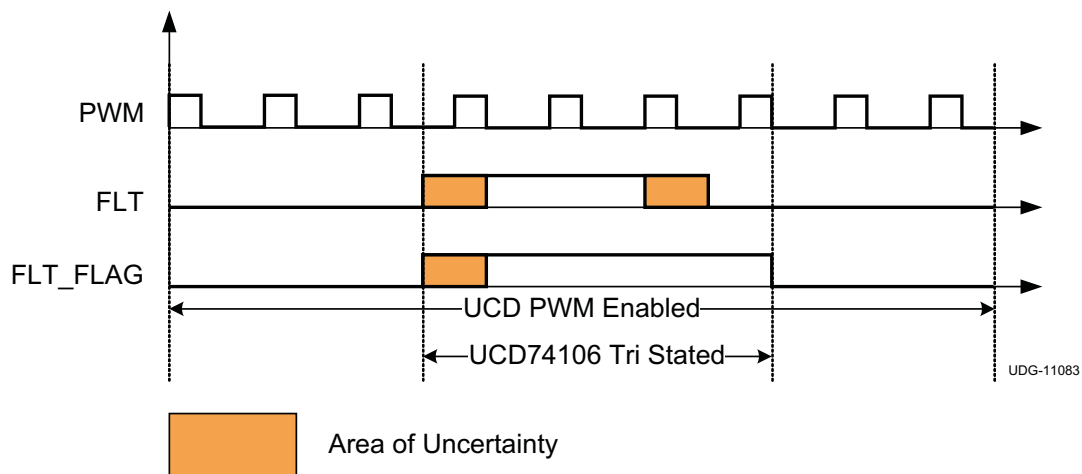 PWM
FLT
FLT_FLAG
UCD PWM Enabled
UCD74106 Tri Stated
UDG-11083
Area of Uncertainty